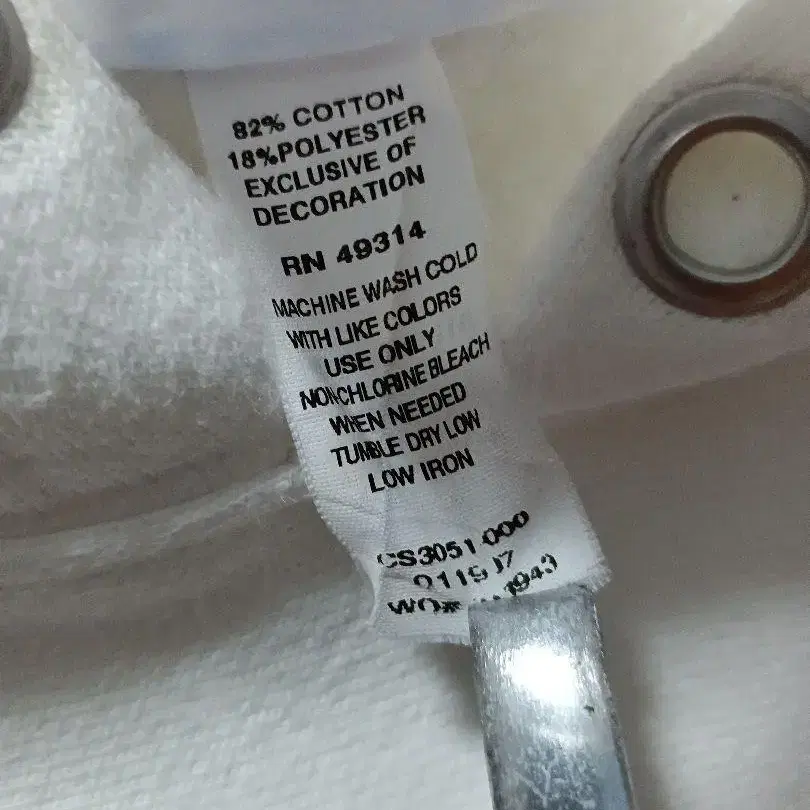 82% COTTON
18%POLYESTER
EXCLUSIVE OF
DECORATION
RN 49314
MACHINE WASH COLD
WITH LIKE COLORS
USE ONLY
NONCHLORINE BLEACH
WHEN NEEDED
TUMBLE DRY LOW
LOW IRON
CS3051-000